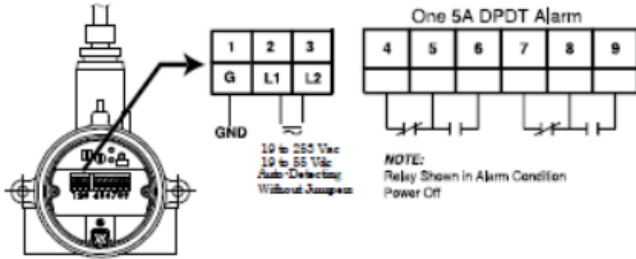 One 5A DPDT Alarm
1 2 3
G L1 L2
4 5 6 7 8 9
GND
19 to 253 Vac
19 to 55 Vdc
Auto-Detecting
Without Jumpers
NOTE:
Relay Shown in Alarm Condition
Power Off